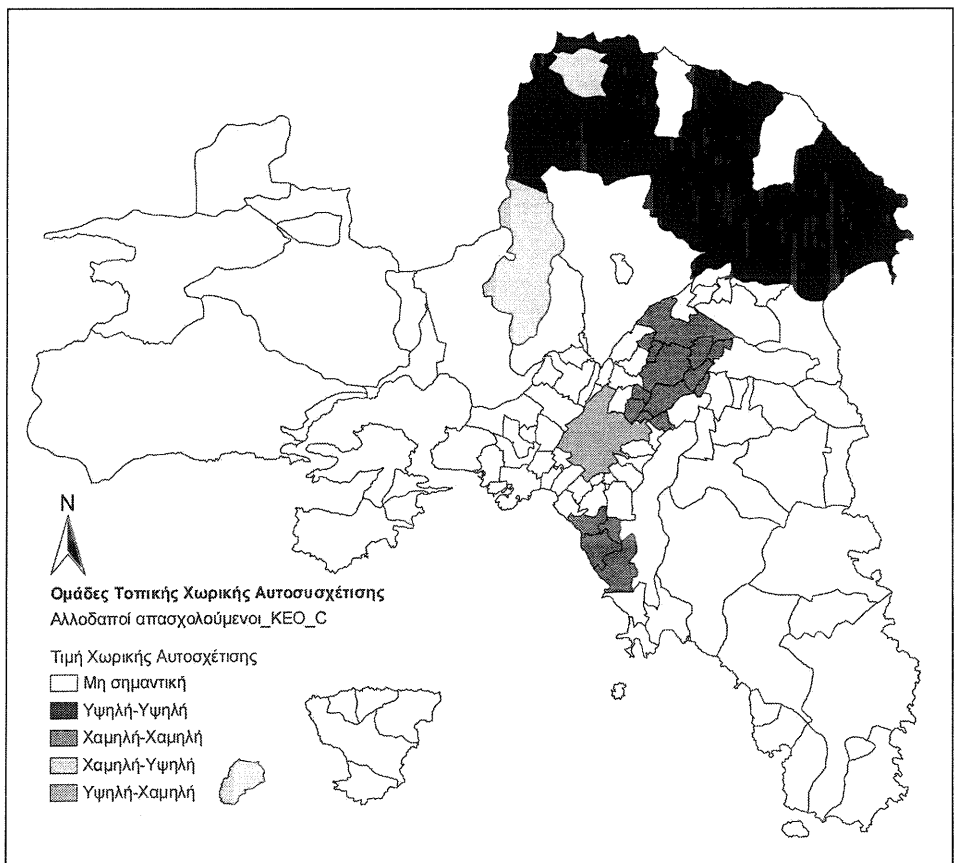 N
Ομάδες Τοπικής Χωρικής Αυτοσυσχέτισης
Αλλοδαποί απασχολούμενοι_ΚΕΟ_C
Τιμή Χωρικής Αυτοσχέτισης
Μη σημαντική
Υψηλή-Υψηλή
Χαμηλή-Χαμηλή
Χαμηλή-Υψηλή
Υψηλή-Χαμηλή